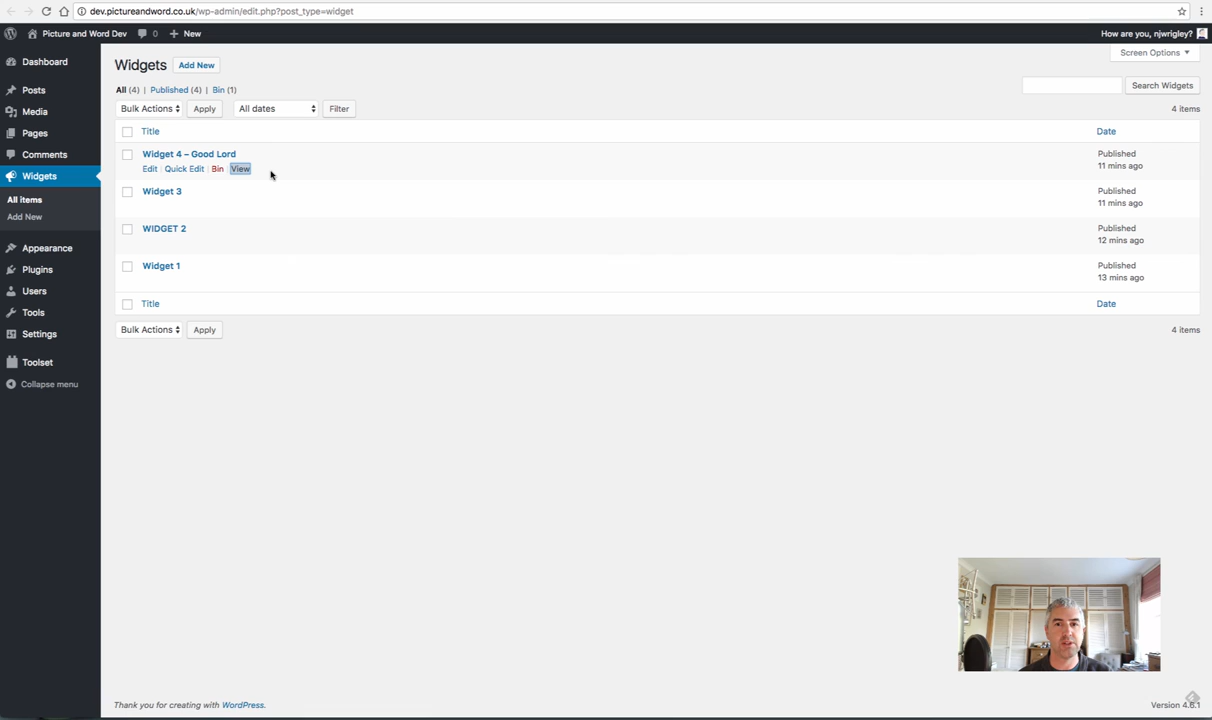 dev.pictureandword.co.uk/wp-admin/edit.php?post_type=widget
Picture and Word Dev 0 + New How are you, njwrigley?
Screen Options
Dashboard
Posts
Media
Pages
Comments
Widgets
All items
Add New
Appearance
Plugins
Users
Tools
Settings
Toolset
Collapse menu
Widgets Add New
All (4) | Published (4) | Bin (1)
Search Widgets
Bulk Actions Apply All dates Filter
4 items
Title Date
Widget 4 – Good Lord
Edit | Quick Edit | Bin | View
Published
11 mins ago
Widget 3
Published
11 mins ago
WIDGET 2
Published
12 mins ago
Widget 1
Published
13 mins ago
Title Date
Bulk Actions Apply
4 items
Thank you for creating with WordPress.
Version 4.6.1